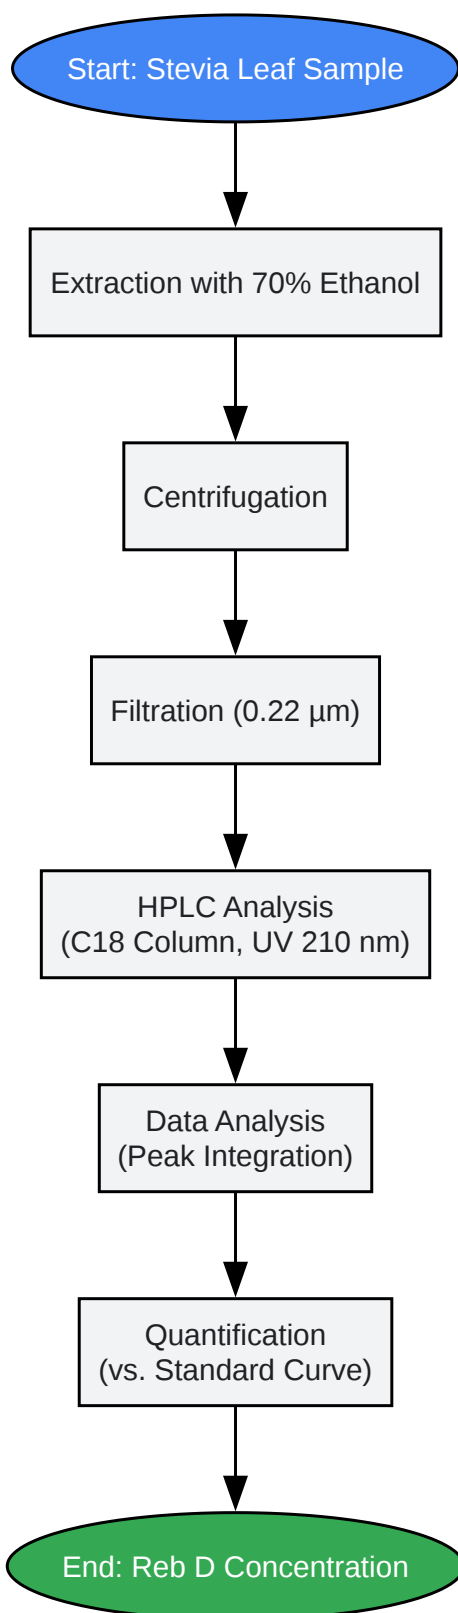 Start: Stevia Leaf Sample
Extraction with 70% Ethanol
Centrifugation
Filtration (0.22 µm)
HPLC Analysis
(C18 Column, UV 210 nm)
Data Analysis
(Peak Integration)
Quantification
(vs. Standard Curve)
End: Reb D Concentration